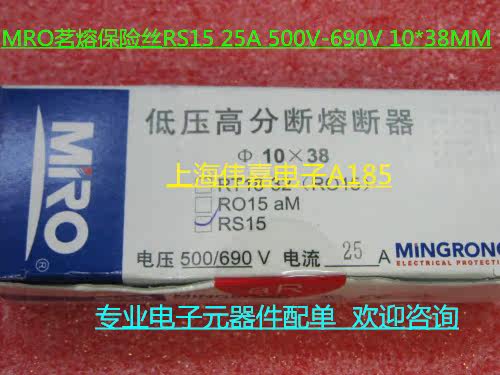 MRO茗熔保险丝RS15 25A 500V-690V 10*38MM
MRO
®
低压高分断熔断器
Φ 10×38
上海伟嘉电子A185
RO15 aM
RS15
电压 500/690 V 电流 25 A
MINGRONG
ELECTRICAL PROTECTI
aR
专业电子元器件配单 欢迎咨询